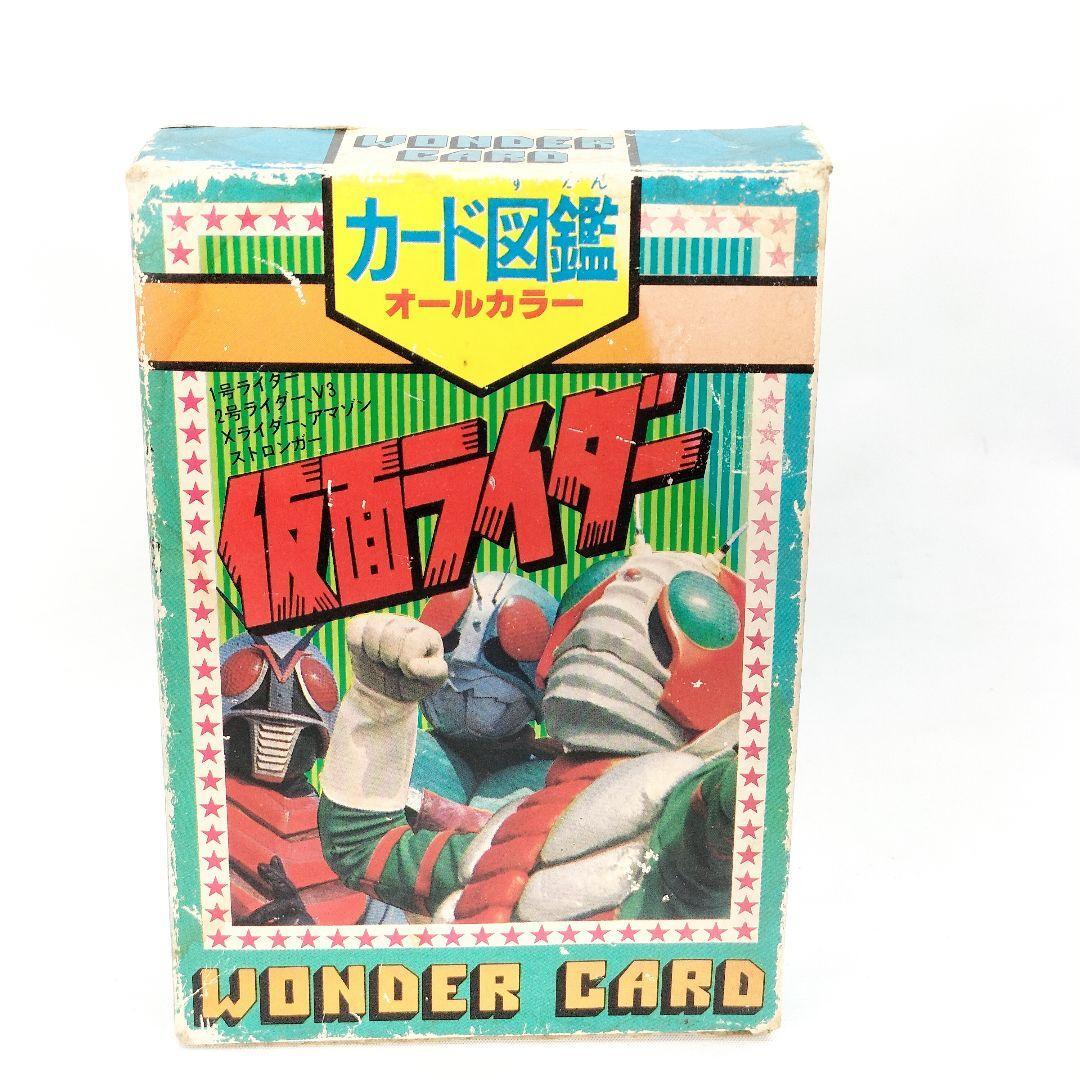 WONDER
CARD
ずかん
カード図鑑
オールカラー
1号ライダー
2号ライダー、V3
Xライダー、アマゾン
ストロンガー
仮面ライダー
WONDER CARD